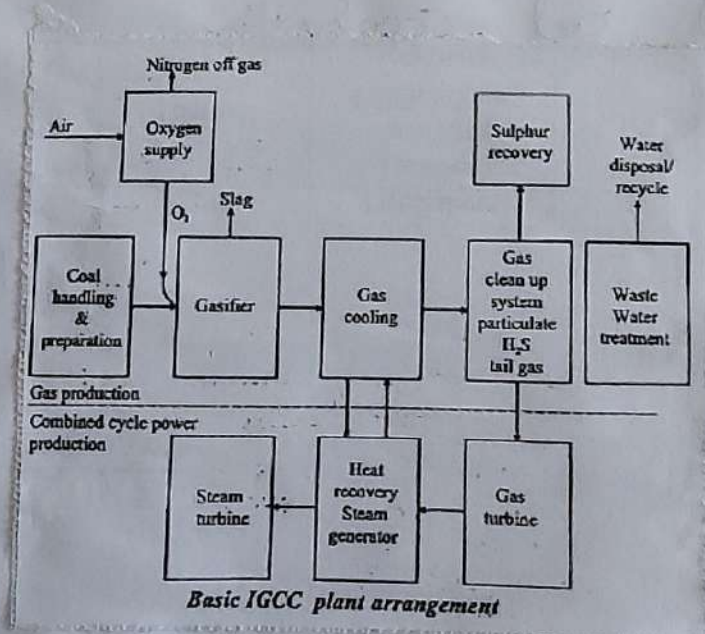 Nitrogen off gas
Air
Oxygen
supply
Sulphur
recovery
Water
disposal/
recycle
O₂
Slag
Coal
handling
&
preparation
Gasifier
Gas
cooling
Gas
clean up
system
particulate
H₂S
tail gas
Waste
Water
treatment
Gas production
Combined cycle power
production
Steam
turbine
Heat
recovery
Steam
generator
Gas
turbine
Basic IGCC plant arrangement